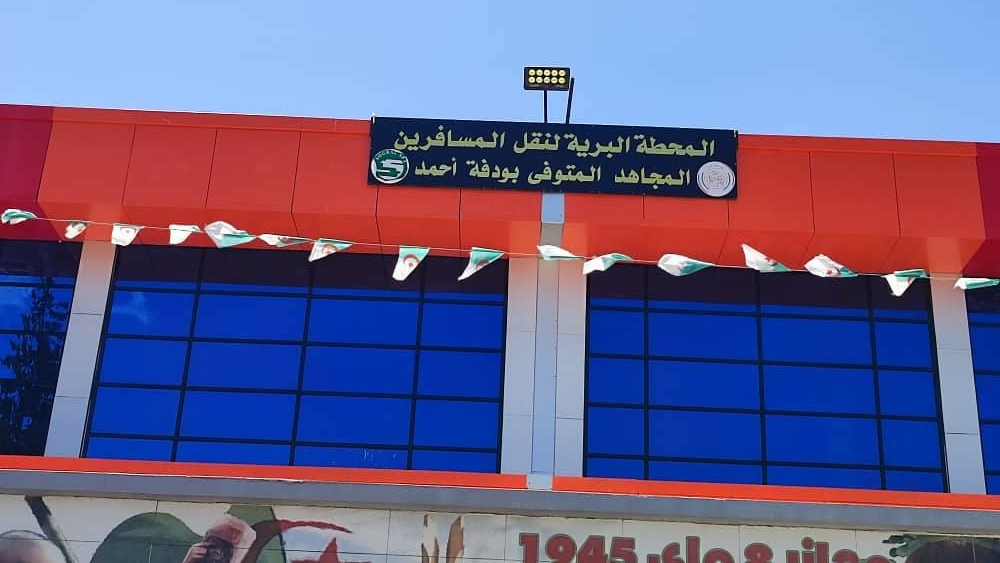 المحطة البرية لنقل المسافرين
المجاهد المتوفى بودفة أحمد
8 ماي 1945